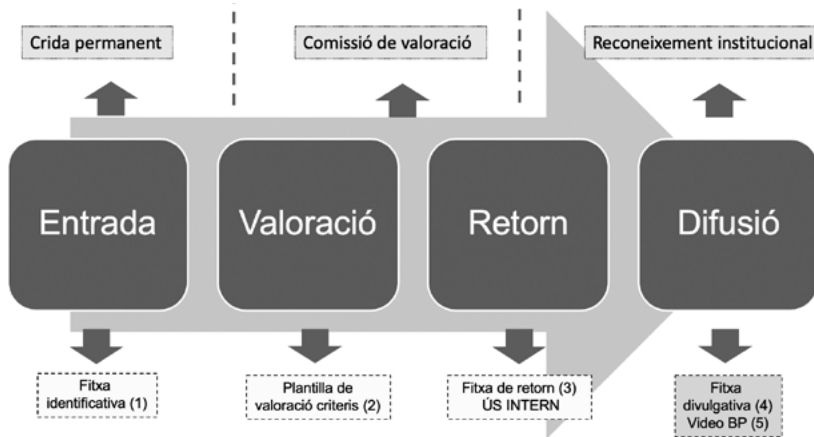 Crida permanent
Comissió de valoració
Reconeixement institucional
Entrada
Valoració
Retorn
Difusió
Fitxa
identificativa (1)
Plantilla de
valoració criteris (2)
Fitxa de retorn (3)
ÚS INTERN
Fitxa
divulgativa (4)
Video BP (5)